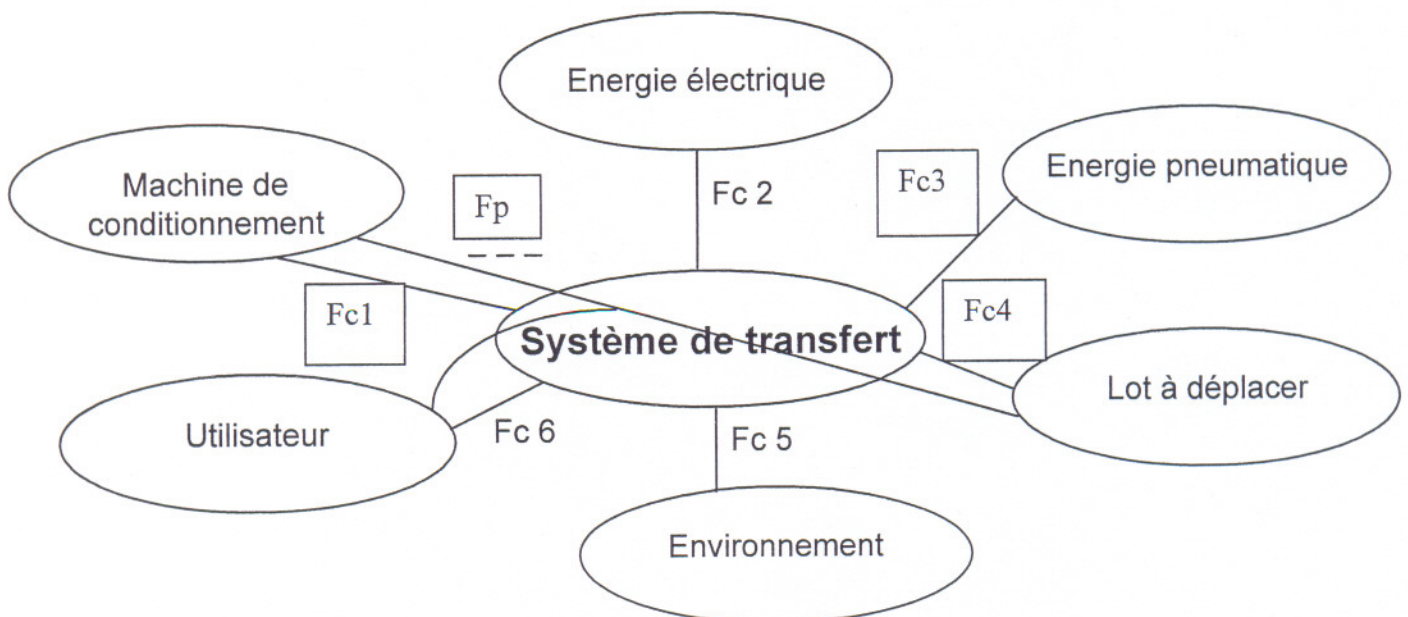 Energie électrique
Energie pneumatique
Machine de
conditionnement
Fp
Fc 2
Fc3
Fc1
Fc4
Système de transfert
Lot à déplacer
Utilisateur
Fc 6
Fc 5
Environnement